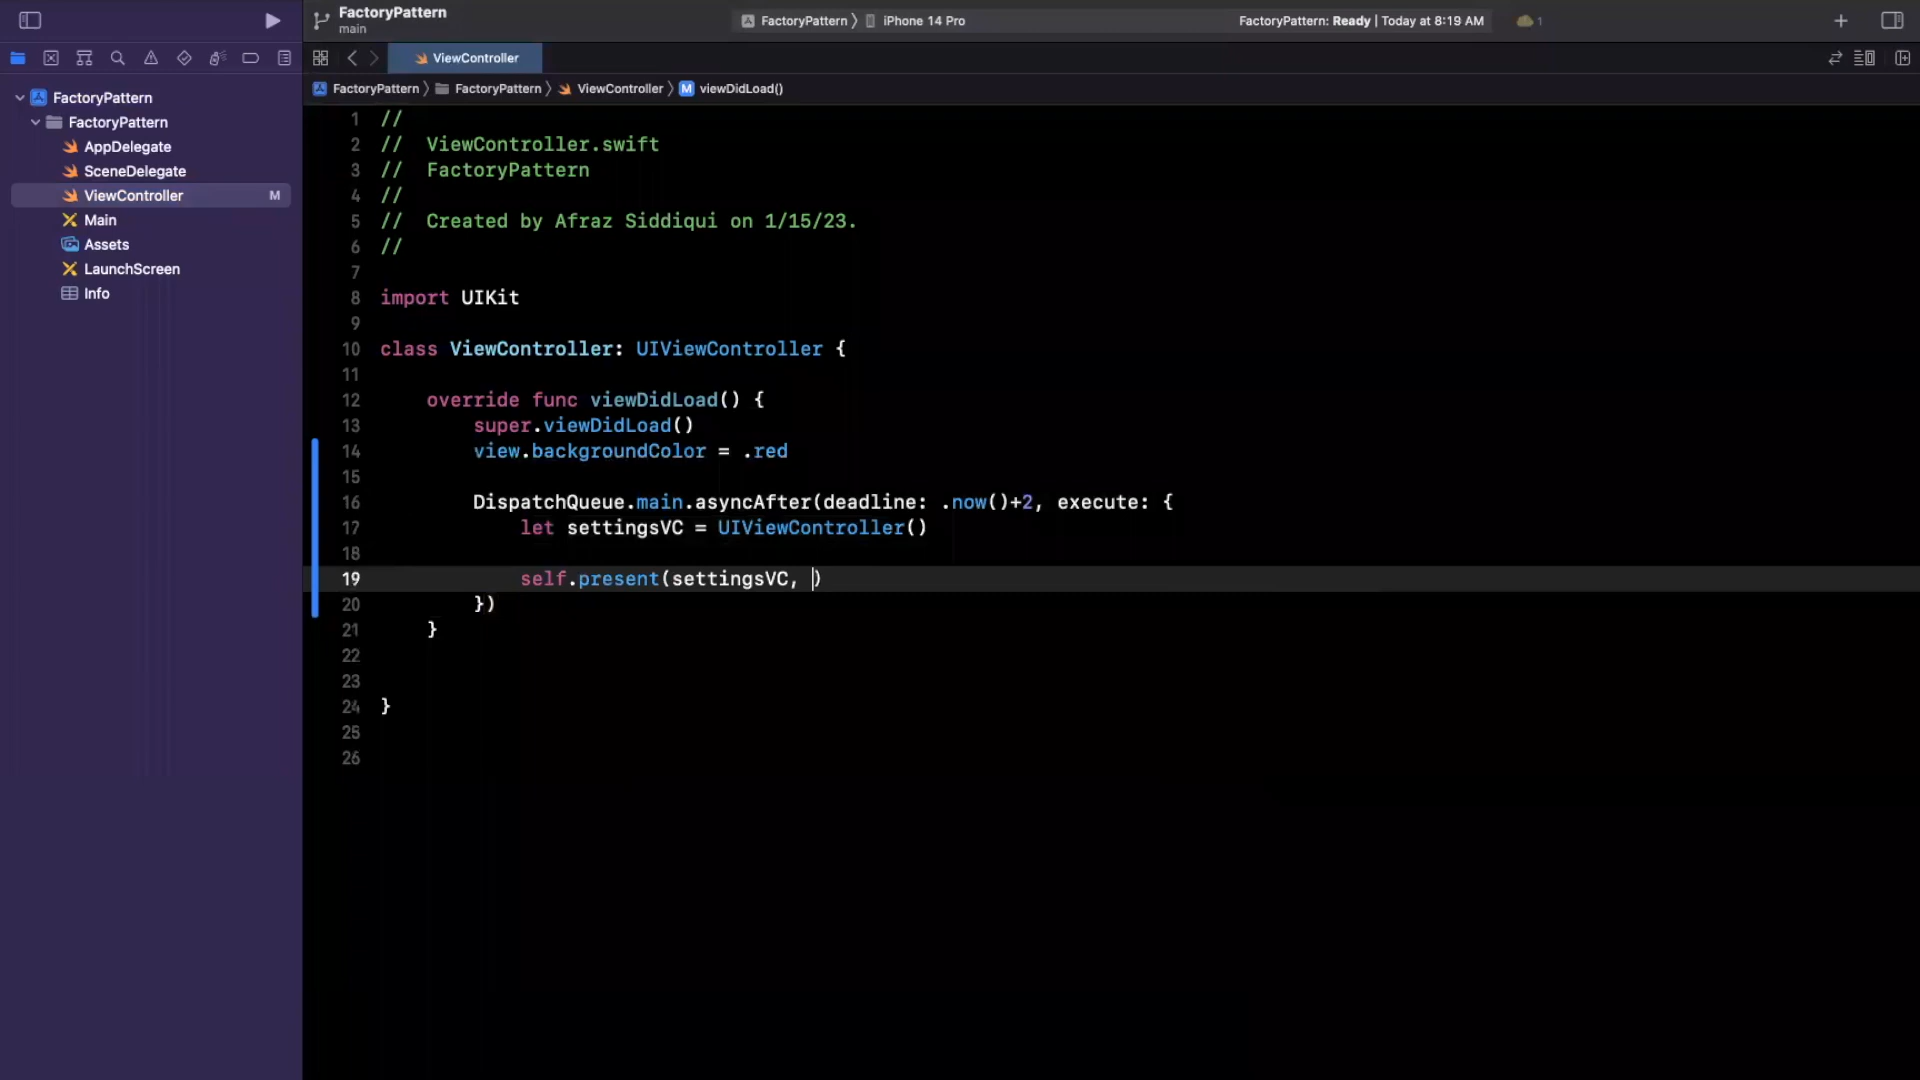 FactoryPattern
main
FactoryPattern 〉 iPhone 14 Pro
FactoryPattern: Ready | Today at 8:19 AM
1
ViewController
FactoryPattern 〉 FactoryPattern 〉 ViewController 〉 M viewDidLoad()
FactoryPattern
FactoryPattern
AppDelegate
SceneDelegate
ViewController M
Main
Assets
LaunchScreen
Info
1 //
2 //  ViewController.swift
3 //  FactoryPattern
4 //
5 //  Created by Afraz Siddiqui on 1/15/23.
6 //
7
8 import UIKit
9
10 class ViewController: UIViewController {
11
12     override func viewDidLoad() {
13         super.viewDidLoad()
14         view.backgroundColor = .red
15
16         DispatchQueue.main.asyncAfter(deadline: .now()+2, execute: {
17             let settingsVC = UIViewController()
18
19             self.present(settingsVC, )
20         })
21     }
22
23
24 }
25
26